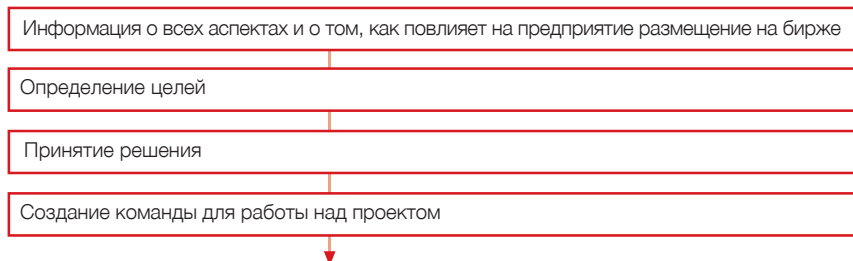 Информация о всех аспектах и о том, как повлияет на предприятие размещение на бирже
Определение целей
Принятие решения
Создание команды для работы над проектом